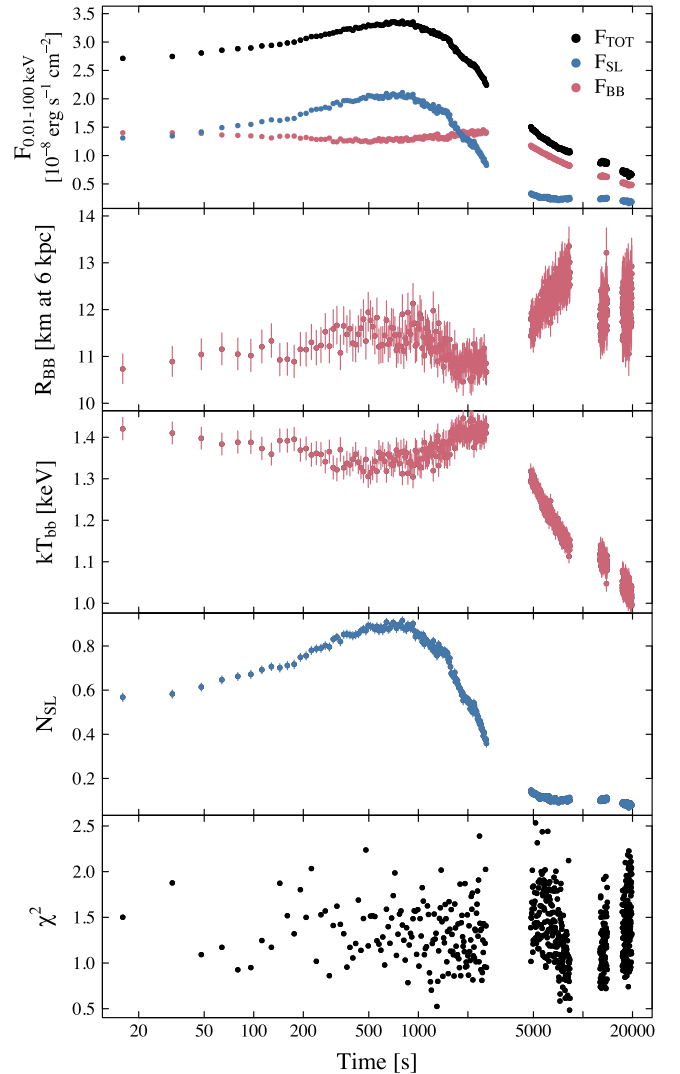 3.5
3.0
2.5
2.0
1.5
1.0
0.5
F0.01-100 keV
[10−8 erg s−1 cm−2]
FTOT
FSL
FBB
14
13
12
11
10
RBB [km at 6 kpc]
1.4
1.3
1.2
1.1
1.0
kTbb [keV]
0.8
0.6
0.4
0.2
NSL
2.5
2.0
1.5
1.0
0.5
χ2
20 50 100 200 500 1000 5000 20000
Time [s]